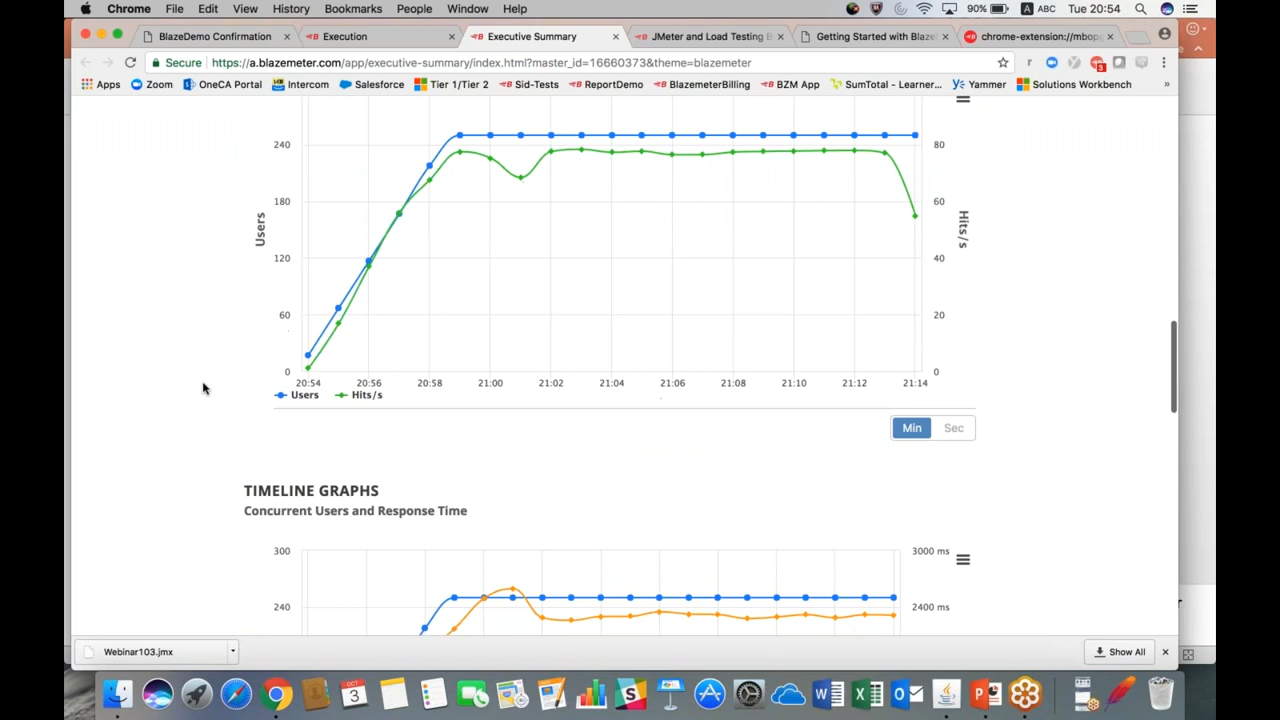 Chrome File Edit View History Bookmarks People Window Help 90% A ABC Tue 20:54
BlazeDemo Confirmation × Execution × Executive Summary × JMeter and Load Testing B × Getting Started with Blaze × chrome-extension://mbop ×
Secure https://a.blazemeter.com/app/executive-summary/index.html?master_id=16660373&theme=blazemeter
Apps Zoom OneCA Portal Intercom Salesforce Tier 1/Tier 2 Sid-Tests ReportDemo BlazemeterBilling BZM App SumTotal - Learner... Yammer Solutions Workbench »
240 80
180 60
Users Hits/s
120 40
60 20
0 0
20:54 20:56 20:58 21:00 21:02 21:04 21:06 21:08 21:10 21:12 21:14
Users Hits/s
Min Sec
TIMELINE GRAPHS
Concurrent Users and Response Time
300 3000 ms
240 2400 ms
Webinar103.jmx Show All ×
OCT
3